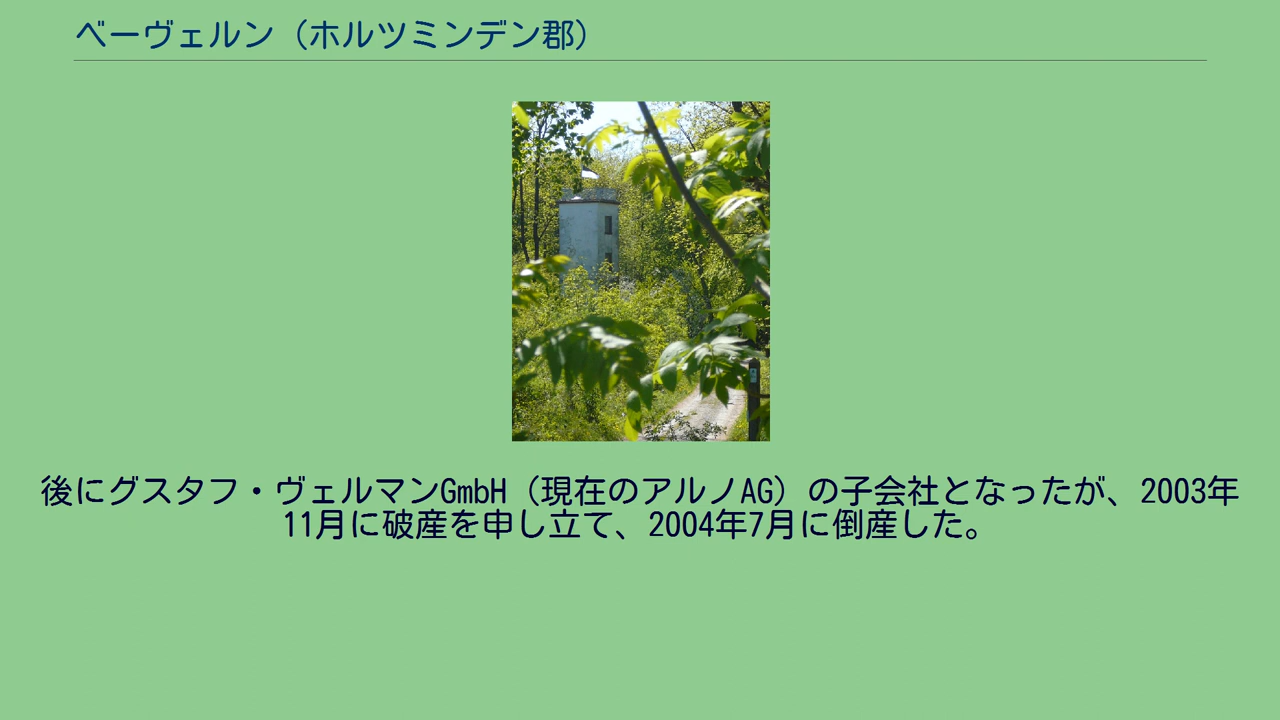 ベーヴェルン（ホルツミンデン郡）
後にグスタフ・ヴェルマンGmbH（現在のアルノAG）の子会社となったが、2003年
11月に破産を申し立て、2004年7月に倒産した。